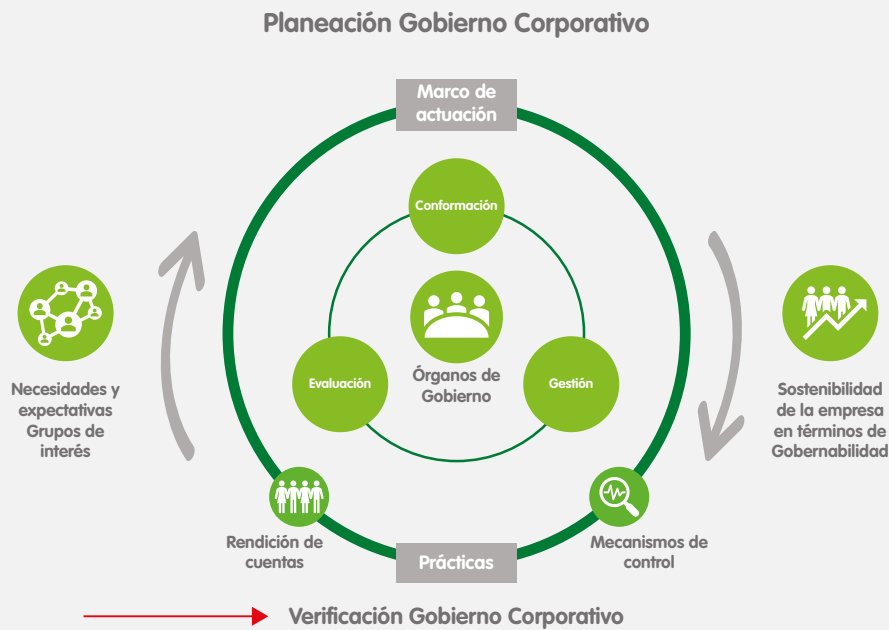 Planeación Gobierno Corporativo
Marco de
actuación
Conformación
Evaluación
Órganos de
Gobierno
Gestión
Necesidades y
expectativas
Grupos de
interés
Sostenibilidad
de la empresa
en términos de
Gobernabilidad
Rendición de
cuentas
Prácticas
Mecanismos de
control
Verificación Gobierno Corporativo